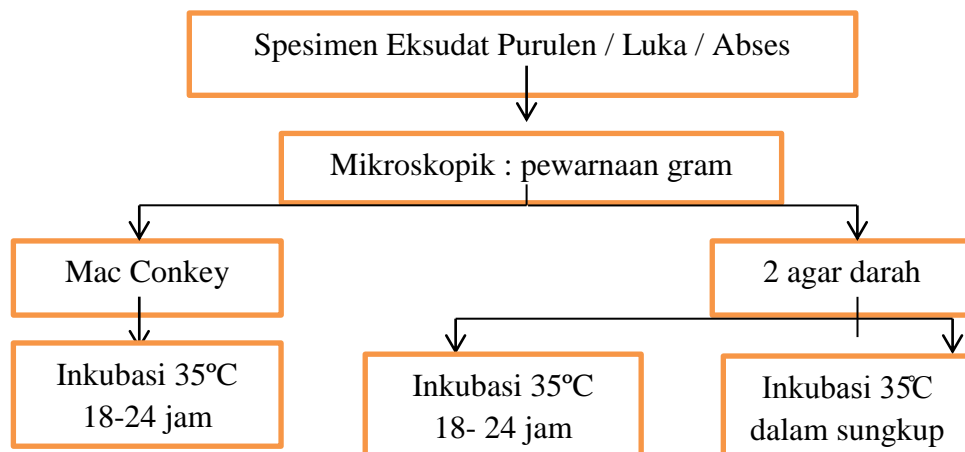 Spesimen Eksudat Purulen / Luka / Abses
Mikroskopik : pewarnaan gram
Mac Conkey
2 agar darah
Inkubasi 35ºC
18-24 jam
Inkubasi 35ºC
18- 24 jam
Inkubasi 35ºC
dalam sungkup